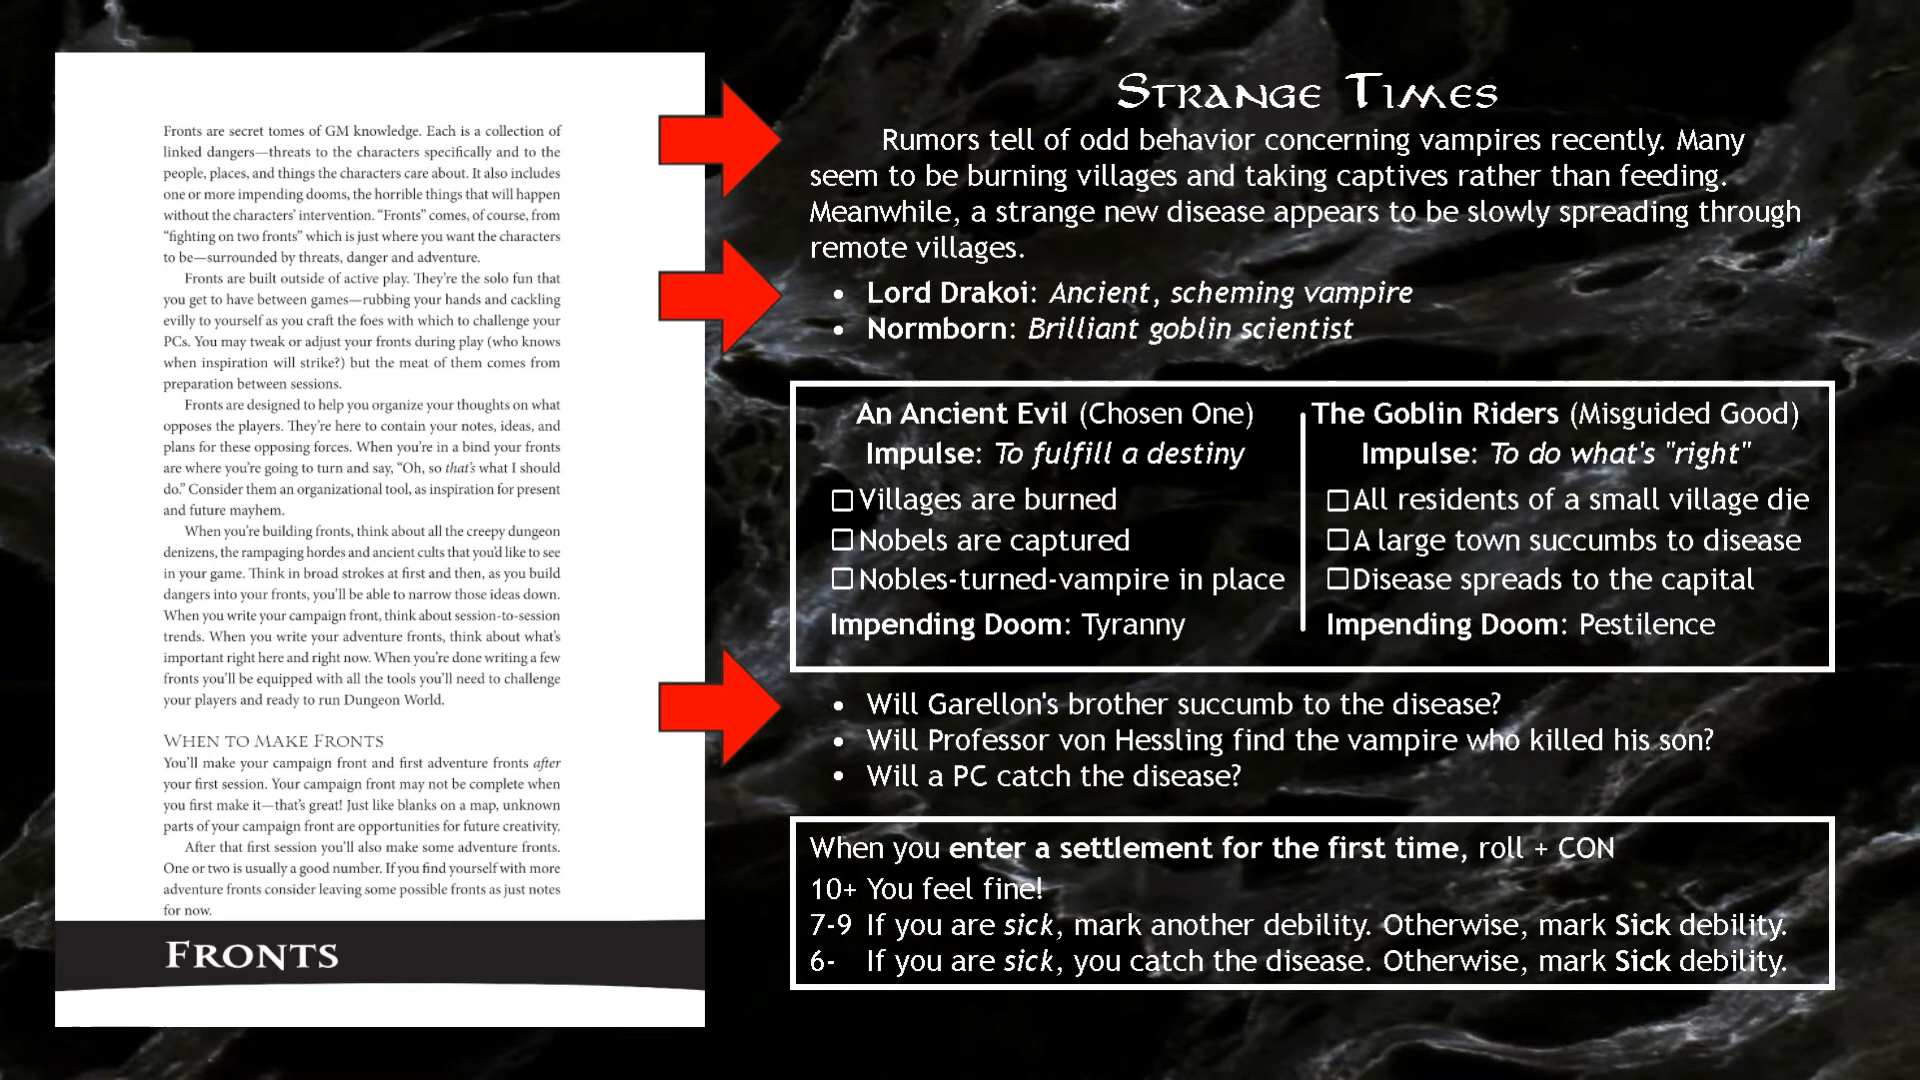 Fronts are secret tomes of GM knowledge. Each is a collection of
linked dangers—threats to the characters specifically and to the
people, places, and things the characters care about. It also includes
one or more impending dooms, the horrible things that will happen
without the characters’ intervention. “Fronts” comes, of course, from
“fighting on two fronts” which is just where you want the characters
to be—surrounded by threats, danger and adventure.
Fronts are built outside of active play. They’re the solo fun that
you get to have between games—rubbing your hands and cackling
evilly to yourself as you craft the foes with which to challenge your
PCs. You may tweak or adjust your fronts during play (who knows
when inspiration will strike?) but the meat of them comes from
preparation between sessions.
Fronts are designed to help you organize your thoughts on what
opposes the players. They’re here to contain your notes, ideas, and
plans for these opposing forces. When you’re in a bind your fronts
are where you’re going to turn and say, “Oh, so that’s what I should
do.” Consider them an organizational tool, as inspiration for present
and future mayhem.
When you’re building fronts, think about all the creepy dungeon
denizens, the rampaging hordes and ancient cults that you’d like to see
in your game. Think in broad strokes at first and then, as you build
dangers into your fronts, you’ll be able to narrow those ideas down.
When you write your campaign front, think about session-to-session
trends. When you write your adventure fronts, think about what’s
important right here and right now. When you’re done writing a few
fronts you’ll be equipped with all the tools you’ll need to challenge
your players and ready to run Dungeon World.
When to Make Fronts
You’ll make your campaign front and first adventure fronts after
your first session. Your campaign front may not be complete when
you first make it—that’s great! Just like blanks on a map, unknown
parts of your campaign front are opportunities for future creativity.
After that first session you’ll also make some adventure fronts.
One or two is usually a good number. If you find yourself with more
adventure fronts consider leaving some possible fronts as just notes
for now.
Fronts
Strange Times
Rumors tell of odd behavior concerning vampires recently. Many
seem to be burning villages and taking captives rather than feeding.
Meanwhile, a strange new disease appears to be slowly spreading through
remote villages.
• Lord Drakoi: Ancient, scheming vampire
• Normborn: Brilliant goblin scientist
An Ancient Evil (Chosen One)
Impulse: To fulfill a destiny
☐Villages are burned
☐Nobels are captured
☐Nobles-turned-vampire in place
Impending Doom: Tyranny
The Goblin Riders (Misguided Good)
Impulse: To do what's "right"
☐All residents of a small village die
☐A large town succumbs to disease
☐Disease spreads to the capital
Impending Doom: Pestilence
• Will Garellon's brother succumb to the disease?
• Will Professor von Hessling find the vampire who killed his son?
• Will a PC catch the disease?
When you enter a settlement for the first time, roll + CON
10+ You feel fine!
7-9 If you are sick, mark another debility. Otherwise, mark Sick debility.
6- If you are sick, you catch the disease. Otherwise, mark Sick debility.